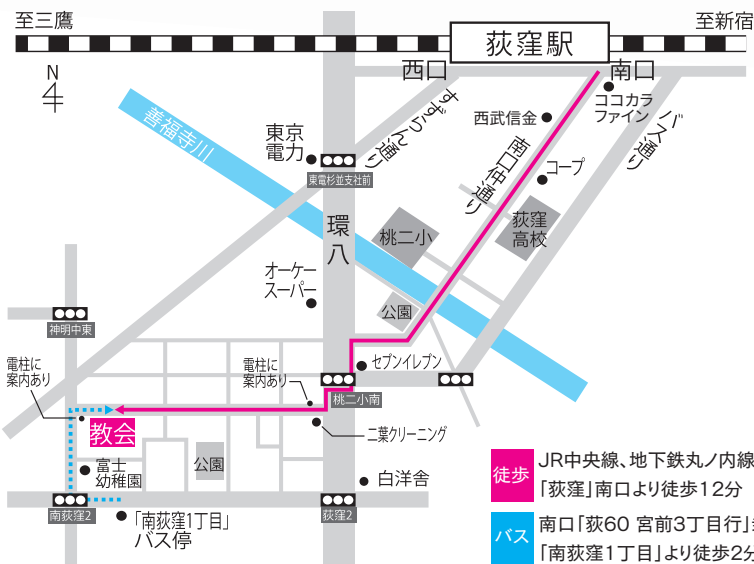 至三鷹
荻窪駅
至新宿
N
西口
南口
ココカラ
ファイン
すずらん通り
西武信金
バス通り
善福寺川
東京
電力
東電杉並支社前
南口仲通り
コープ
環八
桃二小
荻窪
高校
オーケー
スーパー
公園
神明中東
電柱に
案内あり
電柱に
案内あり
セブンイレブン
桃二小南
教会
二葉クリーニング
富士
幼稚園
公園
白洋舎
南荻窪2
荻窪2
「南荻窪1丁目」
バス停
徒歩
JR中央線、地下鉄丸ノ内線
「荻窪」南口より徒歩12分
バス
南口「荻60 宮前3丁目行」
「南荻窪1丁目」より徒歩2分